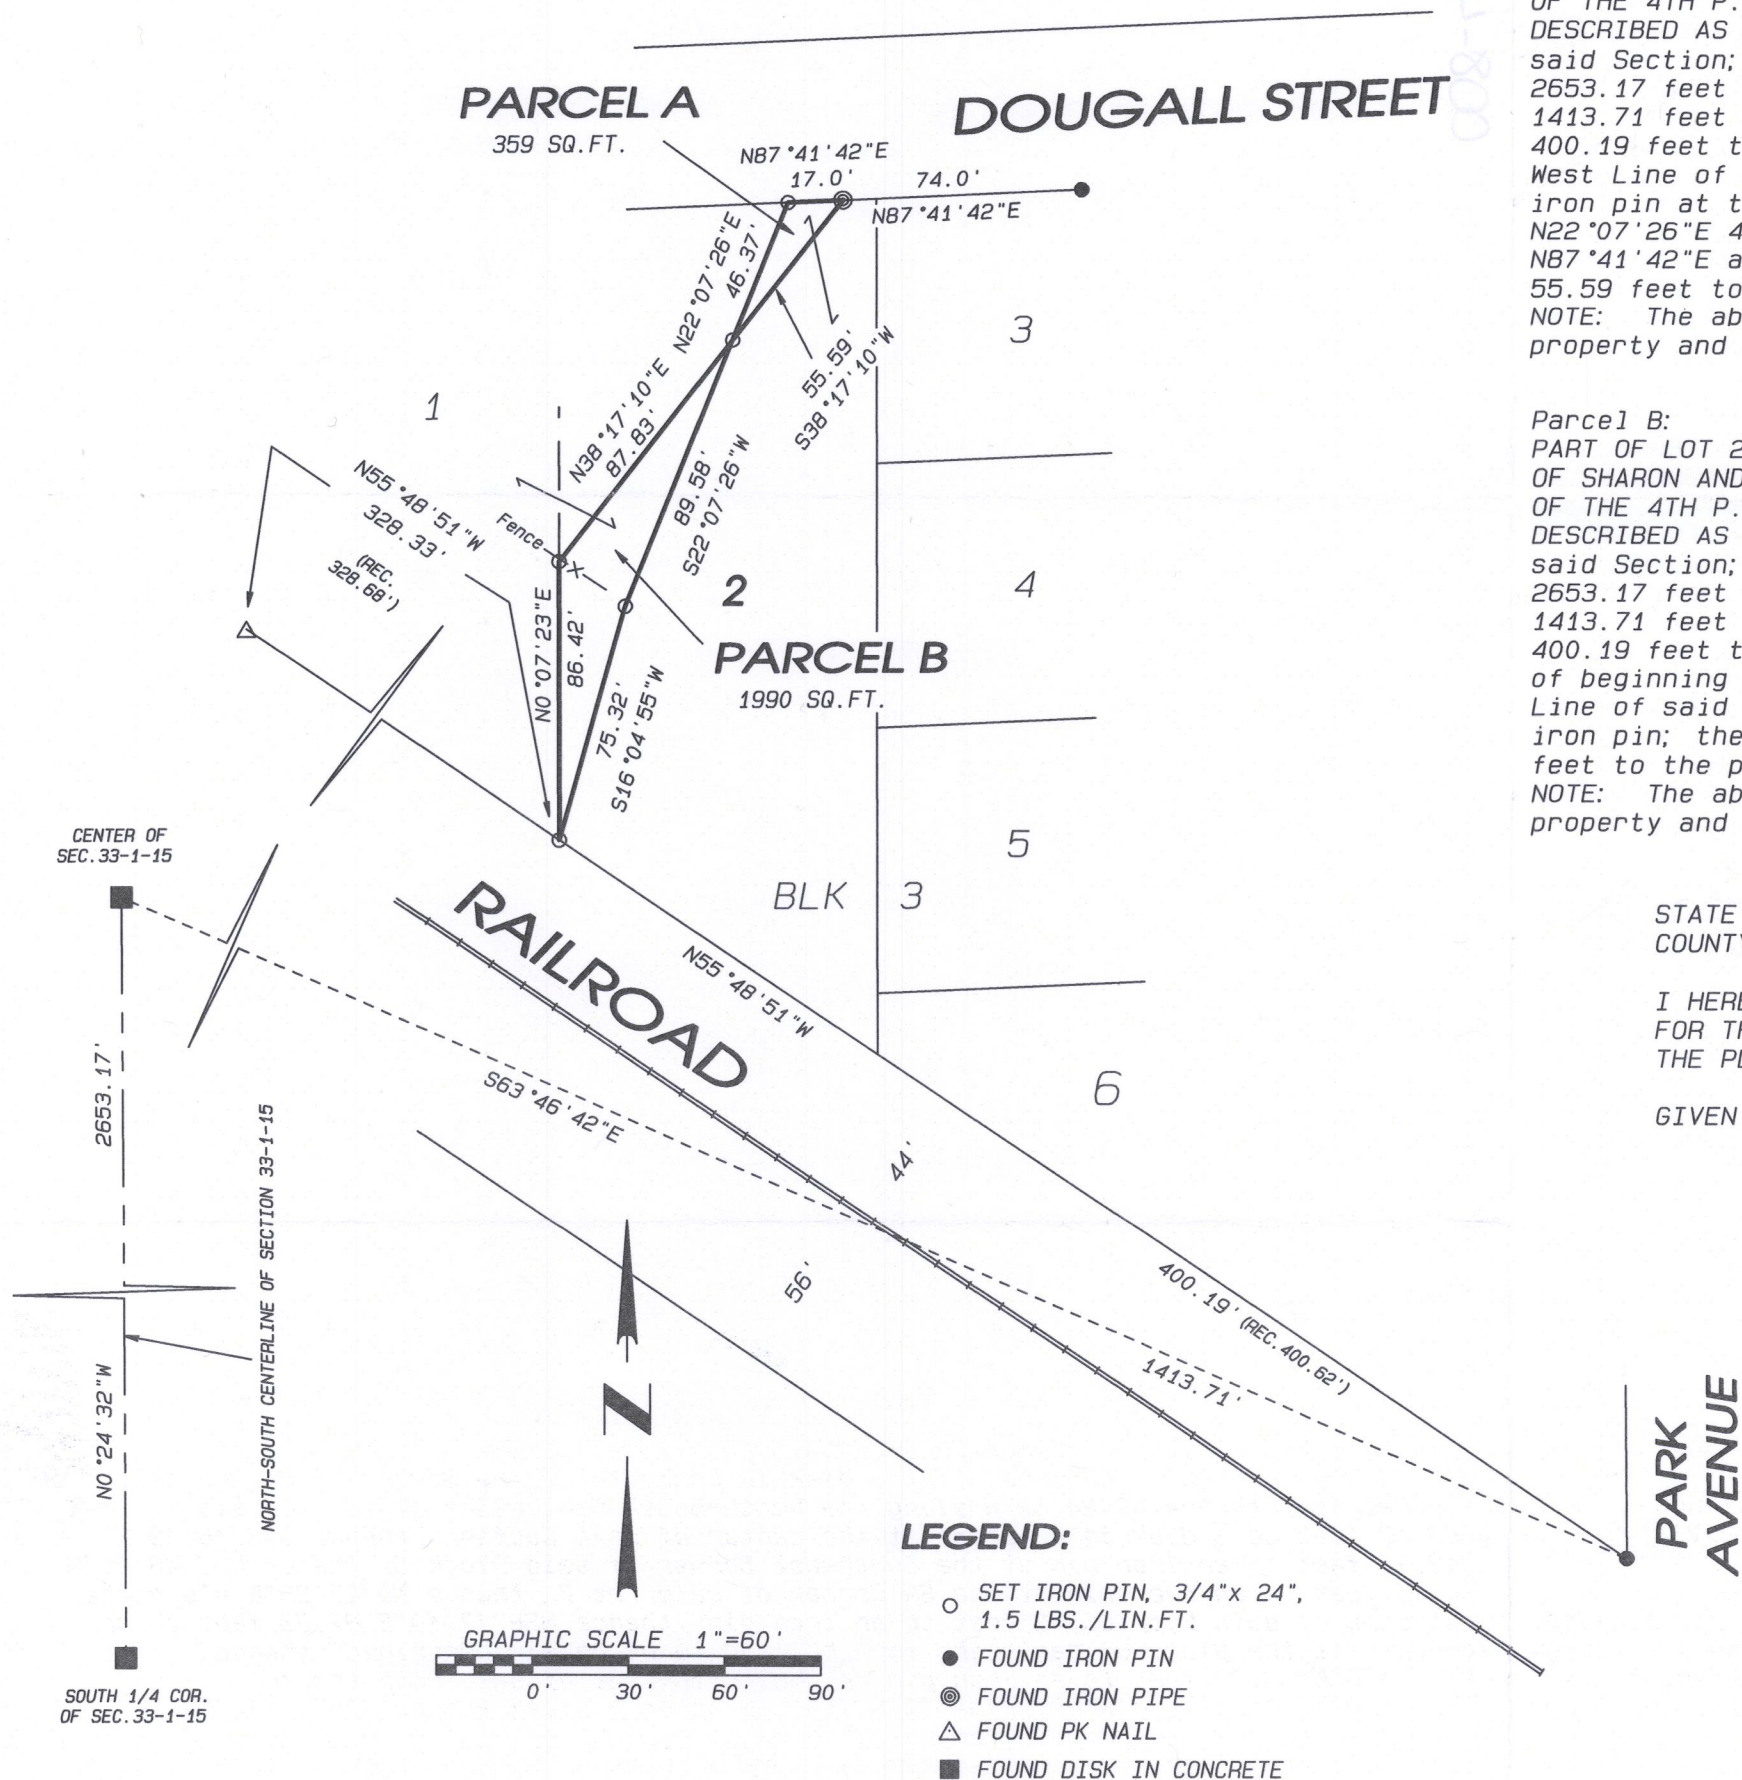 PARCEL A
359 SQ.FT.
DOUGALL STREET
N87°41'42"E
17.0'
74.0'
N87°41'42"E
N22°07'26"E
46.37'
55.59'
S38°17'10"W
N38°17'10"E
87.83'
89.58'
S22°07'26"W
1
2
3
4
5
6
BLK 3
N55°48'51"W
328.33'
(REC.
328.68')
Fence
X
N0°07'23"E
86.42'
75.32'
S16°04'55"W
PARCEL B
1990 SQ.FT.
CENTER OF
SEC.33-1-15
RAILROAD
N55°48'51"W
S63°46'42"E
44'
56'
400.19' (REC.400.62')
1413.71'
2653.17'
N0°24'32"W
NORTH-SOUTH CENTERLINE OF SECTION 33-1-15
SOUTH 1/4 COR.
OF SEC.33-1-15
N
GRAPHIC SCALE 1"=60'
0' 30' 60' 90'
PARK
AVENUE
LEGEND:
SET IRON PIN, 3/4"x 24",
1.5 LBS./LIN.FT.
FOUND IRON PIN
FOUND IRON PIPE
FOUND PK NAIL
FOUND DISK IN CONCRETE
OF THE 4TH P.
DESCRIBED AS
said Section;
2653.17 feet
1413.71 feet
400.19 feet t
West Line of
iron pin at t
N22°07'26"E 4
N87°41'42"E a
55.59 feet to
NOTE: The ab
property and
Parcel B:
PART OF LOT 2
OF SHARON AND
OF THE 4TH P.
DESCRIBED AS
said Section;
2653.17 feet
1413.71 feet
400.19 feet t
of beginning
Line of said
iron pin; the
feet to the p
NOTE: The ab
property and
STATE
COUNTY
I HERE
FOR TH
THE PL
GIVEN